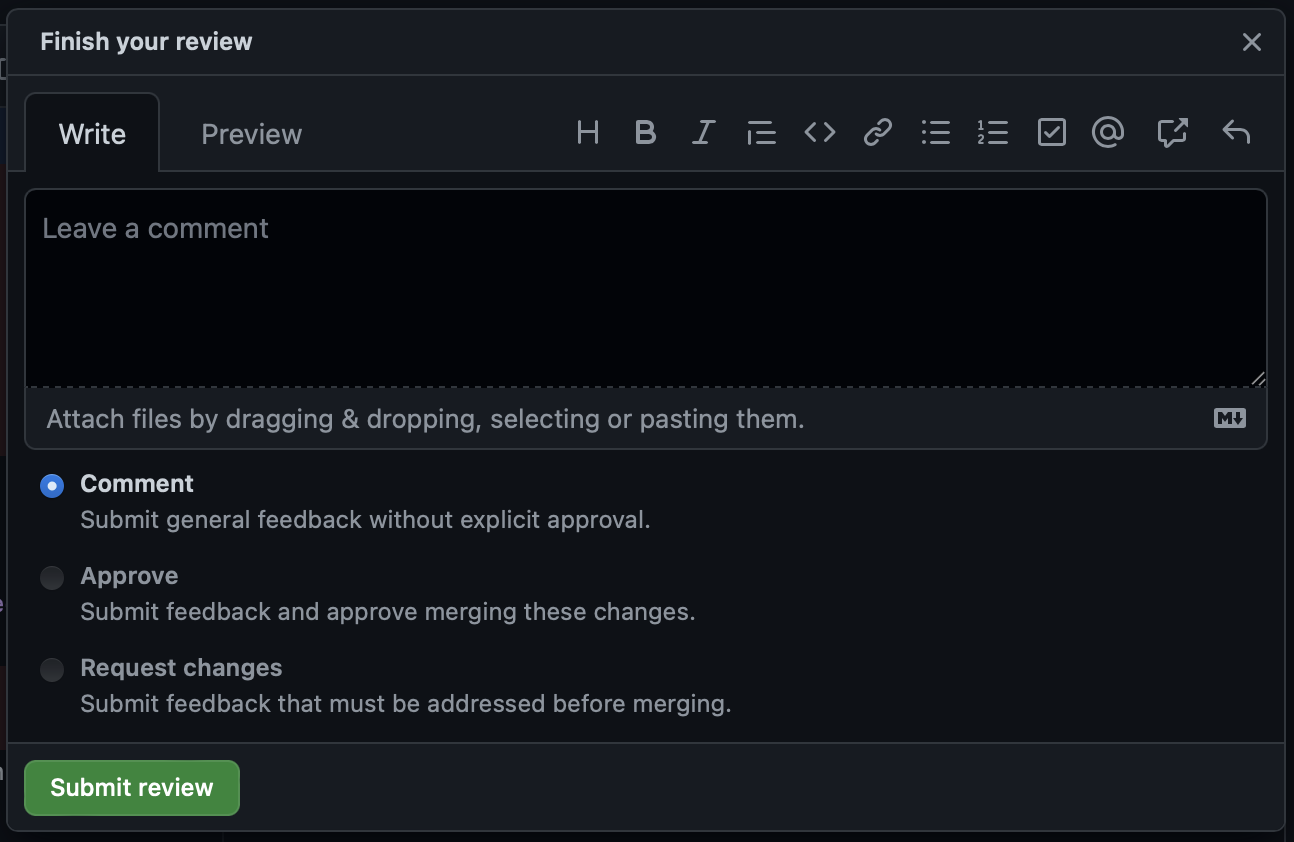 Finish your review
Write
Preview
Leave a comment
Attach files by dragging & dropping, selecting or pasting them.
Comment
Submit general feedback without explicit approval.
Approve
Submit feedback and approve merging these changes.
Request changes
Submit feedback that must be addressed before merging.
Submit review